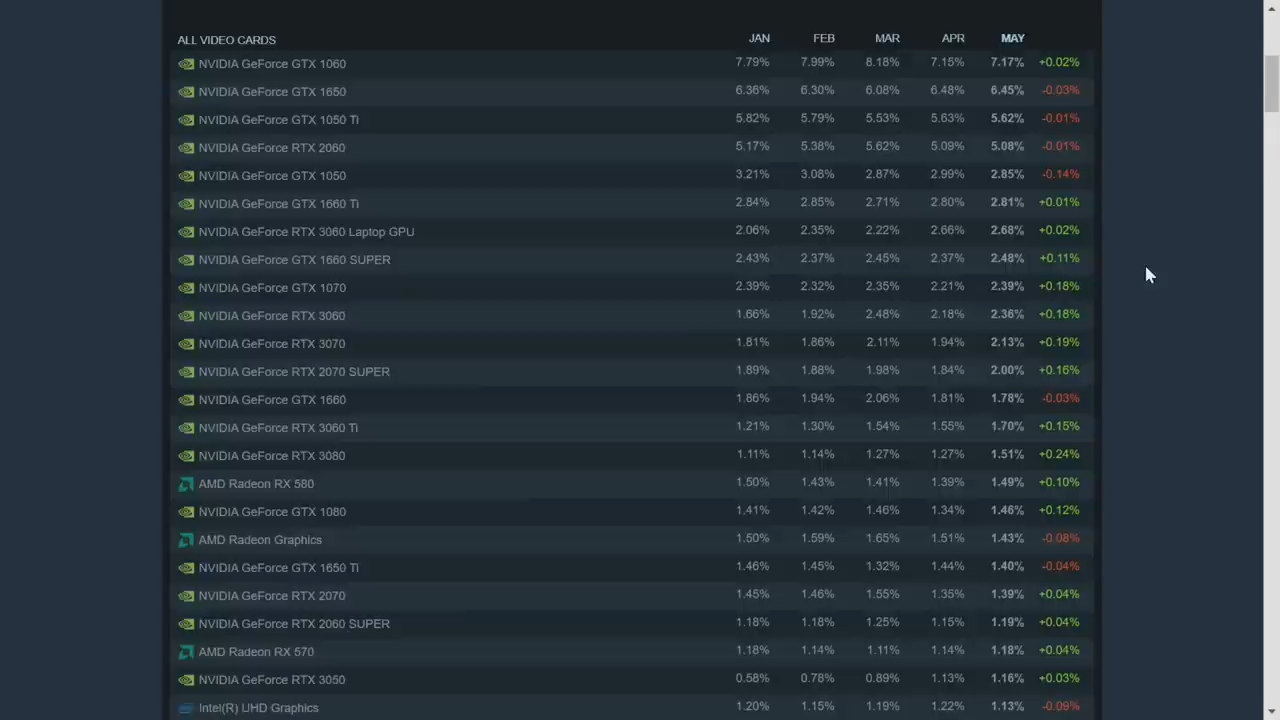 ALL VIDEO CARDS JAN FEB MAR APR MAY
NVIDIA GeForce GTX 1060 7.79% 7.99% 8.18% 7.15% 7.17% +0.02%
NVIDIA GeForce GTX 1650 6.36% 6.30% 6.08% 6.48% 6.45% -0.03%
NVIDIA GeForce GTX 1050 Ti 5.82% 5.79% 5.53% 5.63% 5.62% -0.01%
NVIDIA GeForce RTX 2060 5.17% 5.38% 5.62% 5.09% 5.08% -0.01%
NVIDIA GeForce GTX 1050 3.21% 3.08% 2.87% 2.99% 2.85% -0.14%
NVIDIA GeForce GTX 1660 Ti 2.84% 2.85% 2.71% 2.80% 2.81% +0.01%
NVIDIA GeForce RTX 3060 Laptop GPU 2.06% 2.35% 2.22% 2.66% 2.68% +0.02%
NVIDIA GeForce GTX 1660 SUPER 2.43% 2.37% 2.45% 2.37% 2.48% +0.11%
NVIDIA GeForce GTX 1070 2.39% 2.32% 2.35% 2.21% 2.39% +0.18%
NVIDIA GeForce RTX 3060 1.66% 1.92% 2.48% 2.18% 2.36% +0.18%
NVIDIA GeForce RTX 3070 1.81% 1.86% 2.11% 1.94% 2.13% +0.19%
NVIDIA GeForce RTX 2070 SUPER 1.89% 1.88% 1.98% 1.84% 2.00% +0.16%
NVIDIA GeForce GTX 1660 1.86% 1.94% 2.06% 1.81% 1.78% -0.03%
NVIDIA GeForce RTX 3060 Ti 1.21% 1.30% 1.54% 1.55% 1.70% +0.15%
NVIDIA GeForce RTX 3080 1.11% 1.14% 1.27% 1.27% 1.51% +0.24%
AMD Radeon RX 580 1.50% 1.43% 1.41% 1.39% 1.49% +0.10%
NVIDIA GeForce GTX 1080 1.41% 1.42% 1.46% 1.34% 1.46% +0.12%
AMD Radeon Graphics 1.50% 1.59% 1.65% 1.51% 1.43% -0.08%
NVIDIA GeForce GTX 1650 Ti 1.46% 1.45% 1.32% 1.44% 1.40% -0.04%
NVIDIA GeForce RTX 2070 1.45% 1.46% 1.55% 1.35% 1.39% +0.04%
NVIDIA GeForce RTX 2060 SUPER 1.18% 1.18% 1.25% 1.15% 1.19% +0.04%
AMD Radeon RX 570 1.18% 1.14% 1.11% 1.14% 1.18% +0.04%
NVIDIA GeForce RTX 3050 0.58% 0.78% 0.89% 1.13% 1.16% +0.03%
Intel(R) UHD Graphics 1.20% 1.15% 1.19% 1.22% 1.13% -0.09%